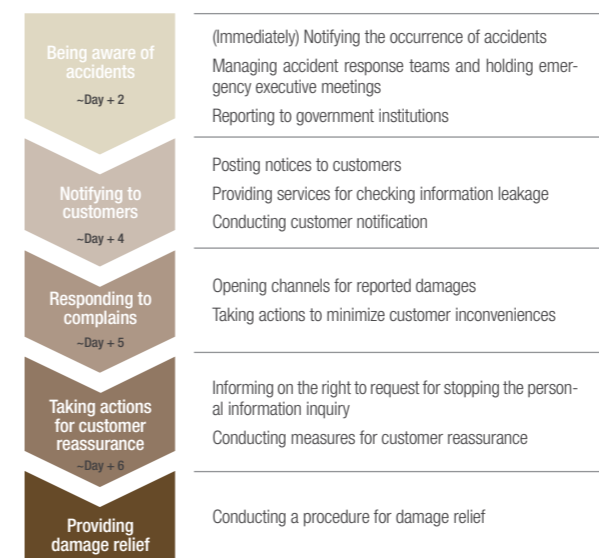 Being aware of
accidents
~Day + 2
(Immediately) Notifying the occurrence of accidents
Managing accident response teams and holding emer-
gency executive meetings
Reporting to government institutions
Notifying to
customers
~Day + 4
Posting notices to customers
Providing services for checking information leakage
Conducting customer notification
Responding to
complains
~Day + 5
Opening channels for reported damages
Taking actions to minimize customer inconveniences
Taking actions
for customer
reassurance
~Day + 6
Informing on the right to request for stopping the person-
al information inquiry
Conducting measures for customer reassurance
Providing
damage relief
Conducting a procedure for damage relief